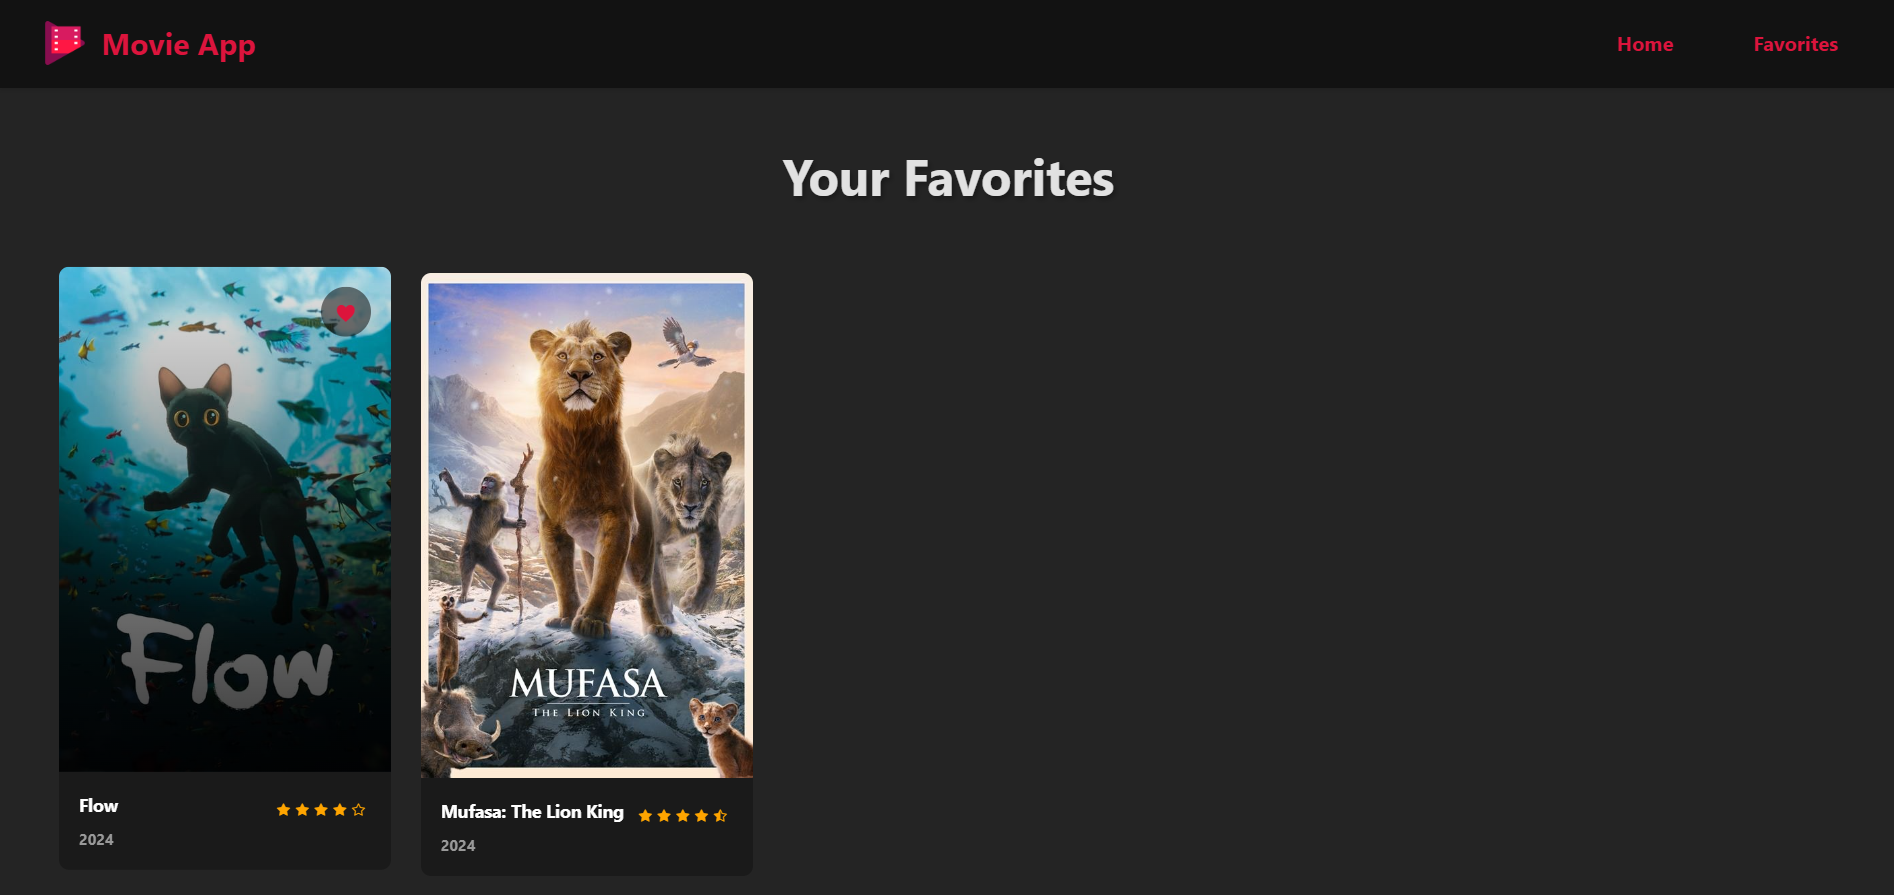 Movie App
Home
Favorites
Your Favorites
Flow
Flow
2024
MUFASA
THE LION KING
Mufasa: The Lion King
2024